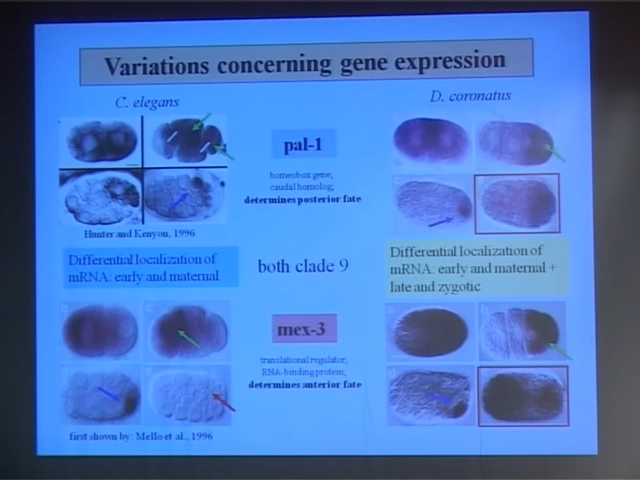 Variations concerning gene expression
C. elegans
D. coronatus
pal-1
homeobox gene,
caudal homolog,
determines posterior fate
Hunter and Kenyon, 1996
Differential localization of
mRNA: early and maternal
both clade 9
Differential localization of
mRNA: early and maternal +
late and zygotic
mex-3
translational regulator,
RNA-binding protein,
determines anterior fate
first shown by: Mello et al., 1996